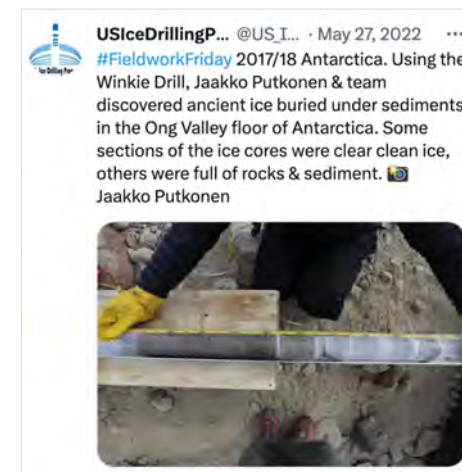 USIceDrillingP... @US_I... · May 27, 2022 ...
#FieldworkFriday 2017/18 Antarctica. Using the
Winkie Drill, Jaakko Putkonen & team
discovered ancient ice buried under sediments
in the Ong Valley floor of Antarctica. Some
sections of the ice cores were clear clean ice,
others were full of rocks & sediment. 📷
Jaakko Putkonen